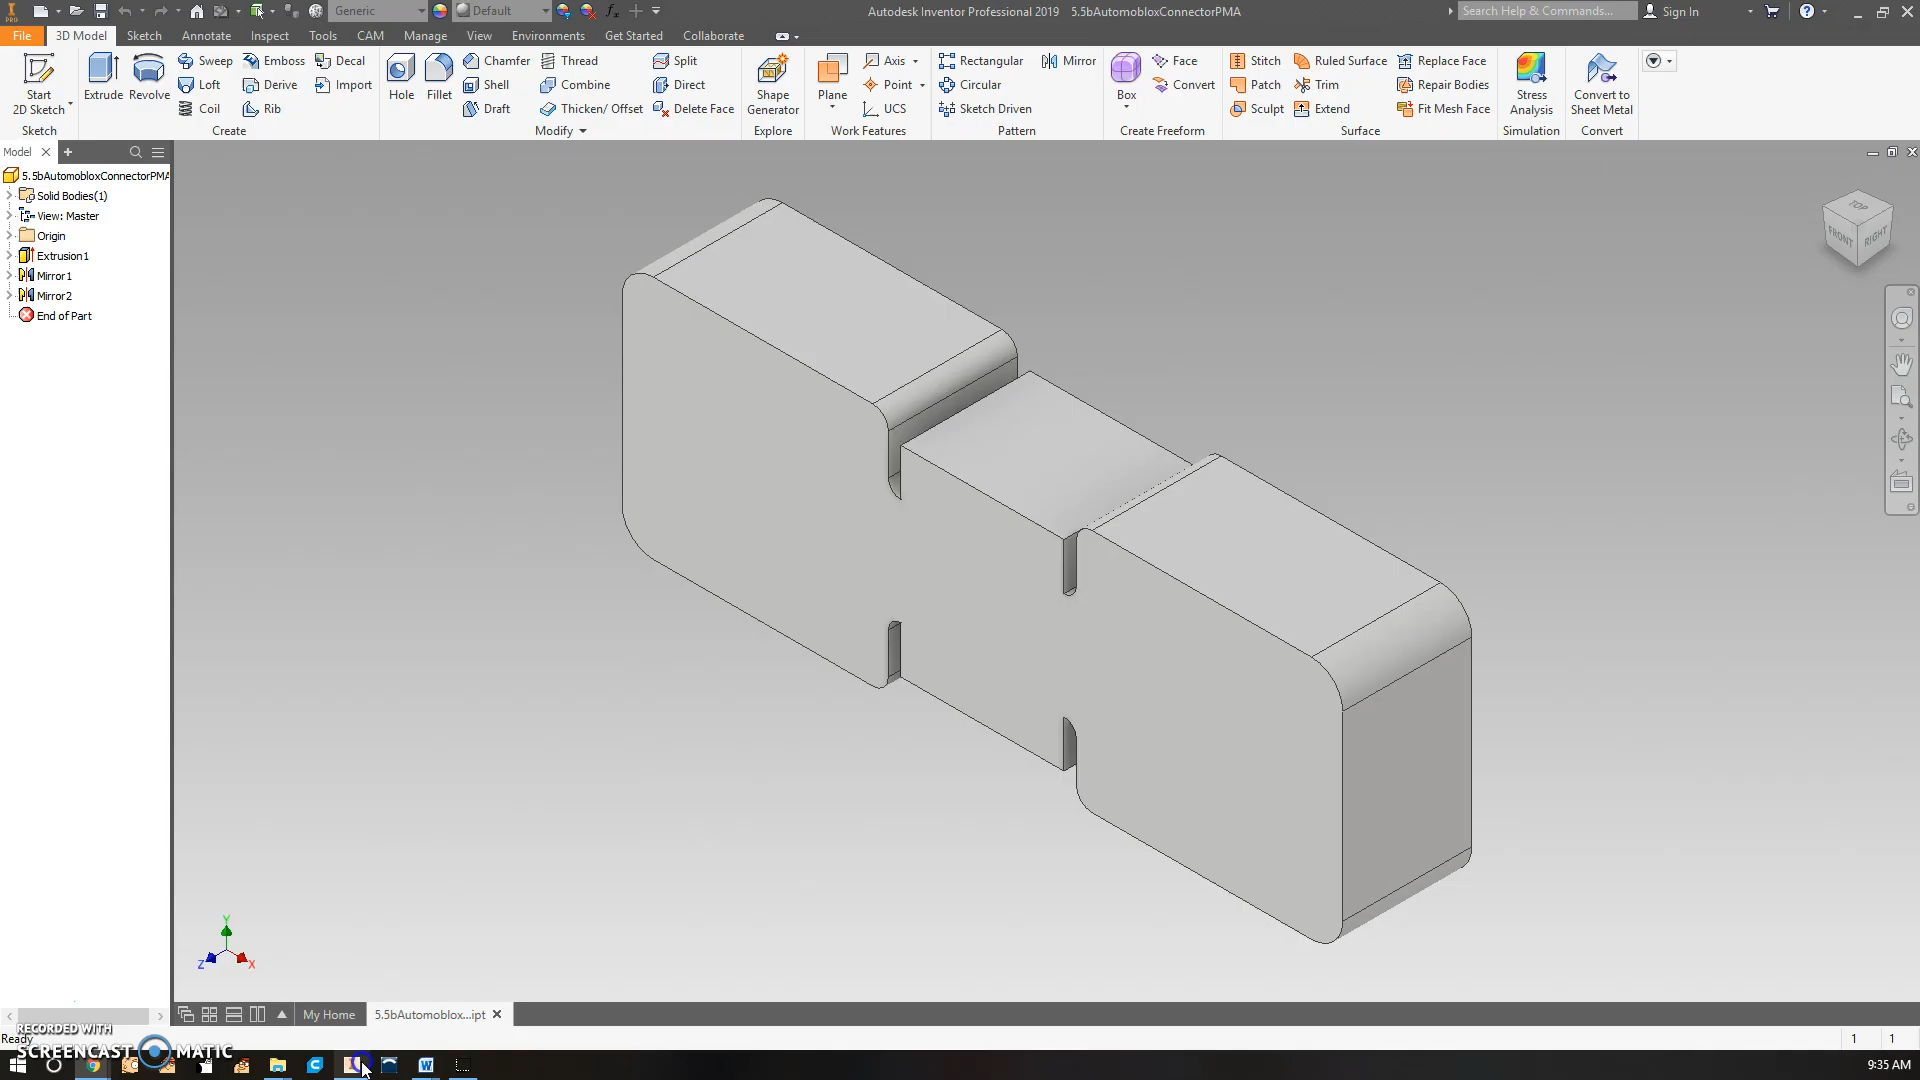 PRO
Generic
Default
Autodesk Inventor Professional 2019 5.5bAutomobloxConnectorPMA
Search Help & Commands...
Sign In
File 3D Model Sketch Annotate Inspect Tools CAM Manage View Environments Get Started Collaborate
Start
2D Sketch
Sketch
Extrude
Revolve
Sweep
Loft
Coil
Emboss
Derive
Rib
Decal
Import
Create
Hole
Fillet
Chamfer
Shell
Draft
Thread
Combine
Thicken/ Offset
Split
Direct
Delete Face
Modify
Shape
Generator
Explore
Plane
Axis
Point
UCS
Work Features
Rectangular
Circular
Sketch Driven
Mirror
Pattern
Box
Face
Convert
Create Freeform
Stitch
Patch
Sculpt
Ruled Surface
Trim
Extend
Replace Face
Repair Bodies
Fit Mesh Face
Surface
Stress
Analysis
Simulation
Convert to
Sheet Metal
Convert
Model
5.5bAutomobloxConnectorPMA
Solid Bodies(1)
View: Master
Origin
Extrusion1
Mirror1
Mirror2
End of Part
TOP
FRONT
RIGHT
Y
Z
X
My Home
5.5bAutomoblox...ipt
Ready
1
1
RECORDED WITH
SCREENCAST MATIC
9:35 AM